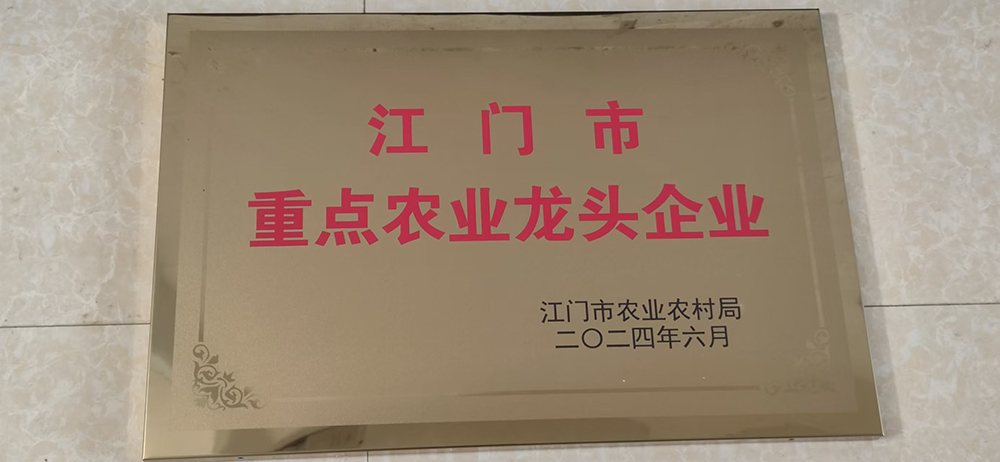 江门市
重点农业龙头企业
江门市农业农村局
二〇二四年六月